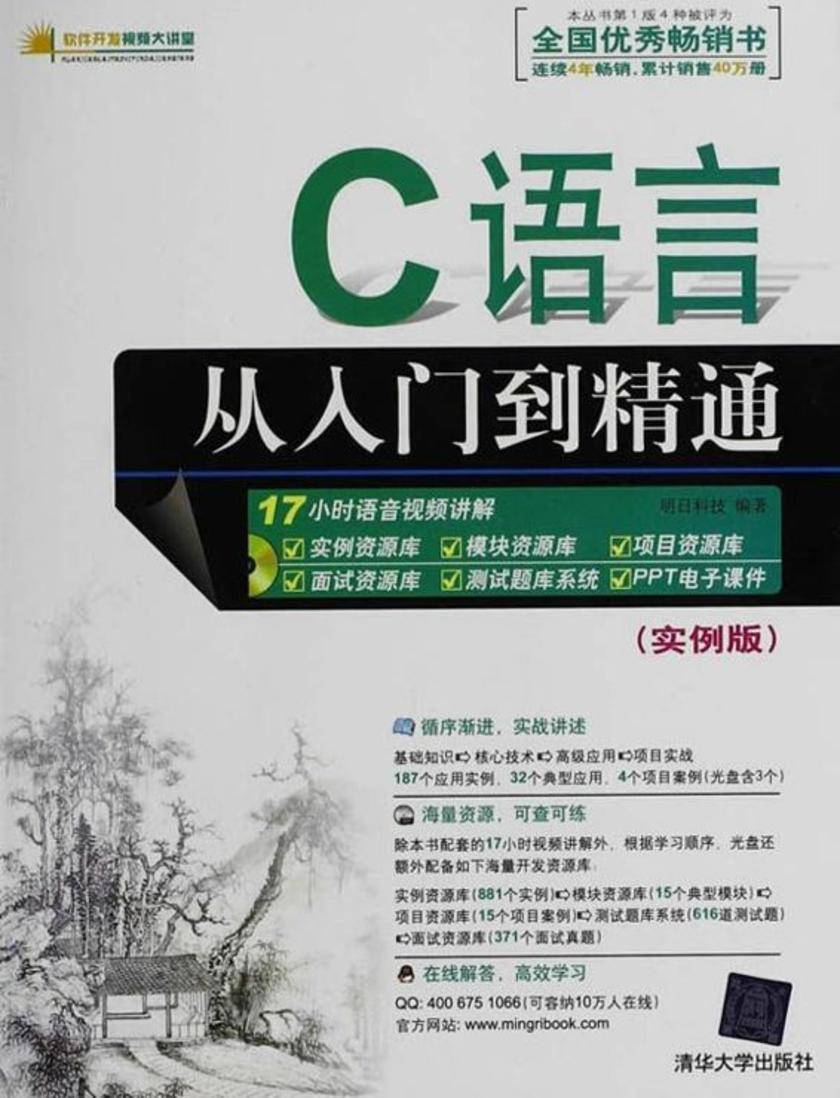 软件开发视频大讲堂
本丛书第1版4种被评为
全国优秀畅销书
连续4年畅销，累计销售40万册
C语言
从入门到精通
17小时语音视频讲解
明日科技 编著
实例资源库 模块资源库 项目资源库
面试资源库 测试题库系统 PPT电子课件
（实例版）
循序渐进，实战讲述
基础知识➪核心技术➪高级应用➪项目实战
187个应用实例，32个典型应用，4个项目案例(光盘含3个)
海量资源，可查可练
除本书配套的17小时视频讲解外，根据学习顺序，光盘还
额外配备如下海量开发资源库：
实例资源库(881个实例)➪模块资源库(15个典型模块)➪
项目资源库(15个项目案例)➪测试题库系统(616道测试题)
➪面试资源库(371个面试真题)
在线解答，高效学习
QQ: 400 675 1066(可容纳10万人在线)
官方网站: www.mingribook.com
清华大学出版社